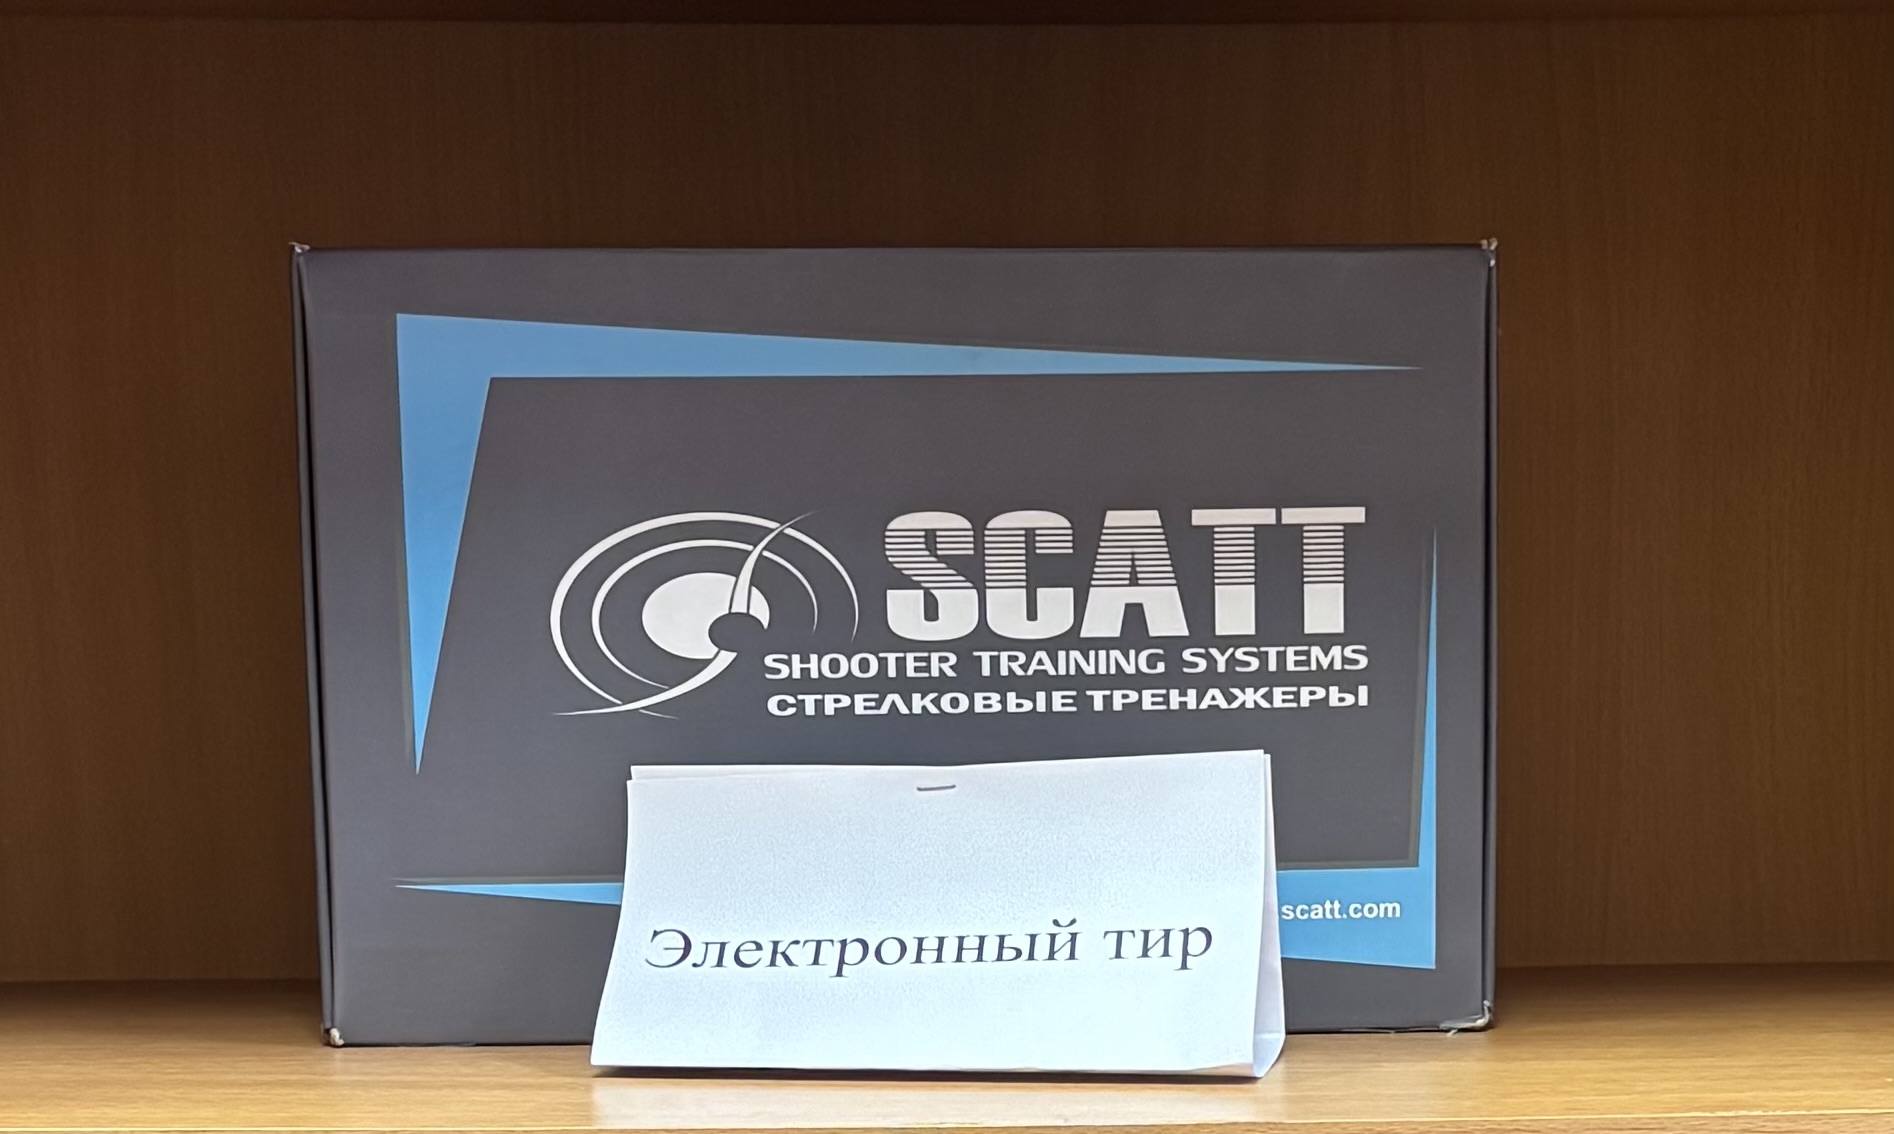 SCATT
SHOOTER TRAINING SYSTEMS
СТРЕЛКОВЫЕ ТРЕНАЖЕРЫ
scatt.com
Электронный тир